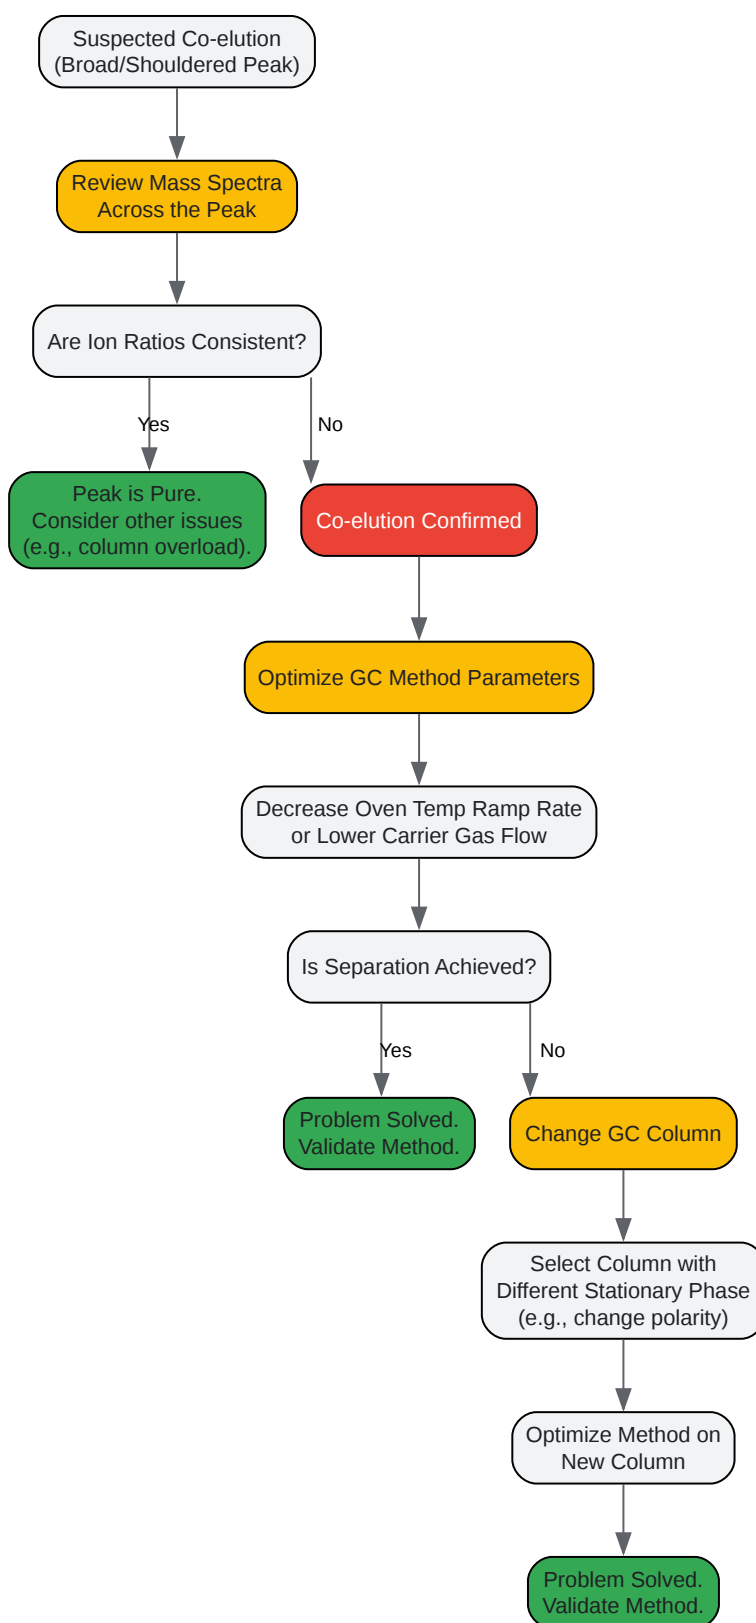 Suspected Co-elution
(Broad/Shouldered Peak)
Review Mass Spectra
Across the Peak
Are Ion Ratios Consistent?
Yes
No
Peak is Pure.
Consider other issues
(e.g., column overload).
Co-elution Confirmed
Optimize GC Method Parameters
Decrease Oven Temp Ramp Rate
or Lower Carrier Gas Flow
Is Separation Achieved?
Yes
No
Problem Solved.
Validate Method.
Change GC Column
Select Column with
Different Stationary Phase
(e.g., change polarity)
Optimize Method on
New Column
Problem Solved.
Validate Method.